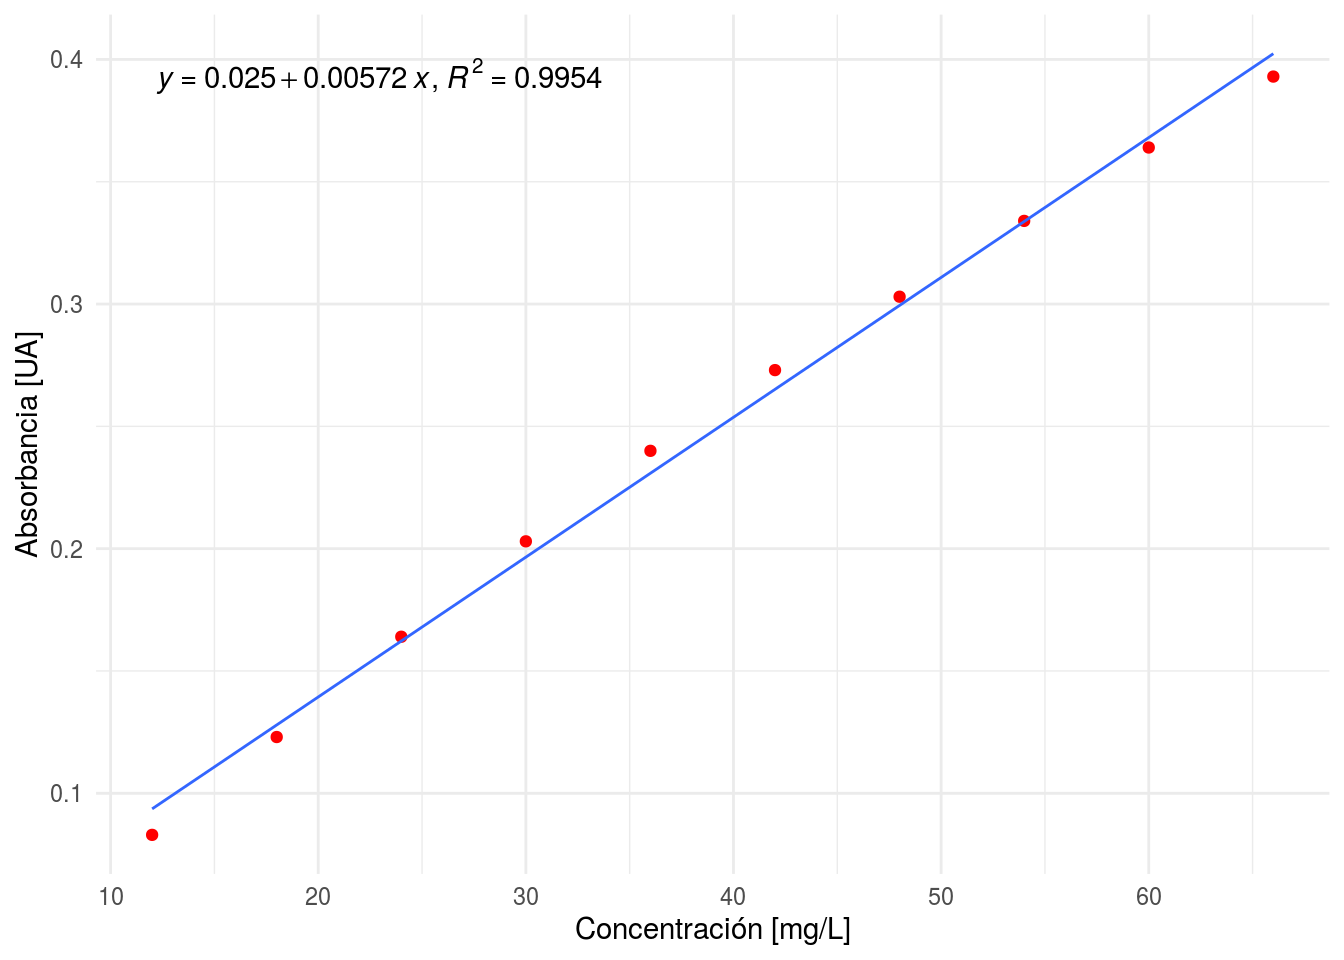 y = 0.025 + 0.00572 x, R² = 0.9954
0.4
0.3
0.2
0.1
Absorbancia [UA]
10 20 30 40 50 60
Concentración [mg/L]